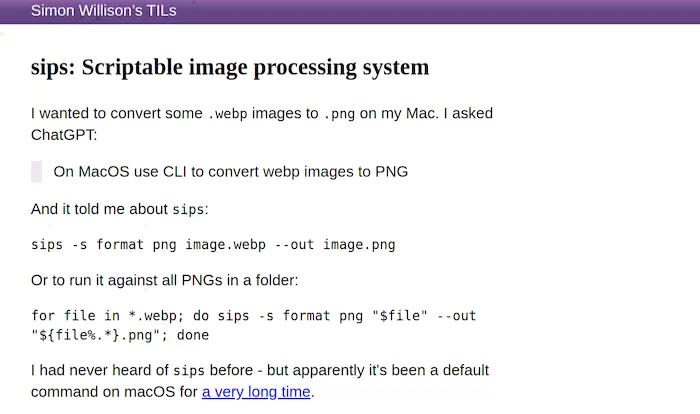 Simon Willison's TILs
sips: Scriptable image processing system
I wanted to convert some .webp images to .png on my Mac. I asked
ChatGPT:
On MacOS use CLI to convert webp images to PNG
And it told me about sips:
sips -s format png image.webp --out image.png
Or to run it against all PNGs in a folder:
for file in *.webp; do sips -s format png "$file" --out
"${file%.*}.png"; done
I had never heard of sips before - but apparently it's been a default
command on macOS for a very long time.